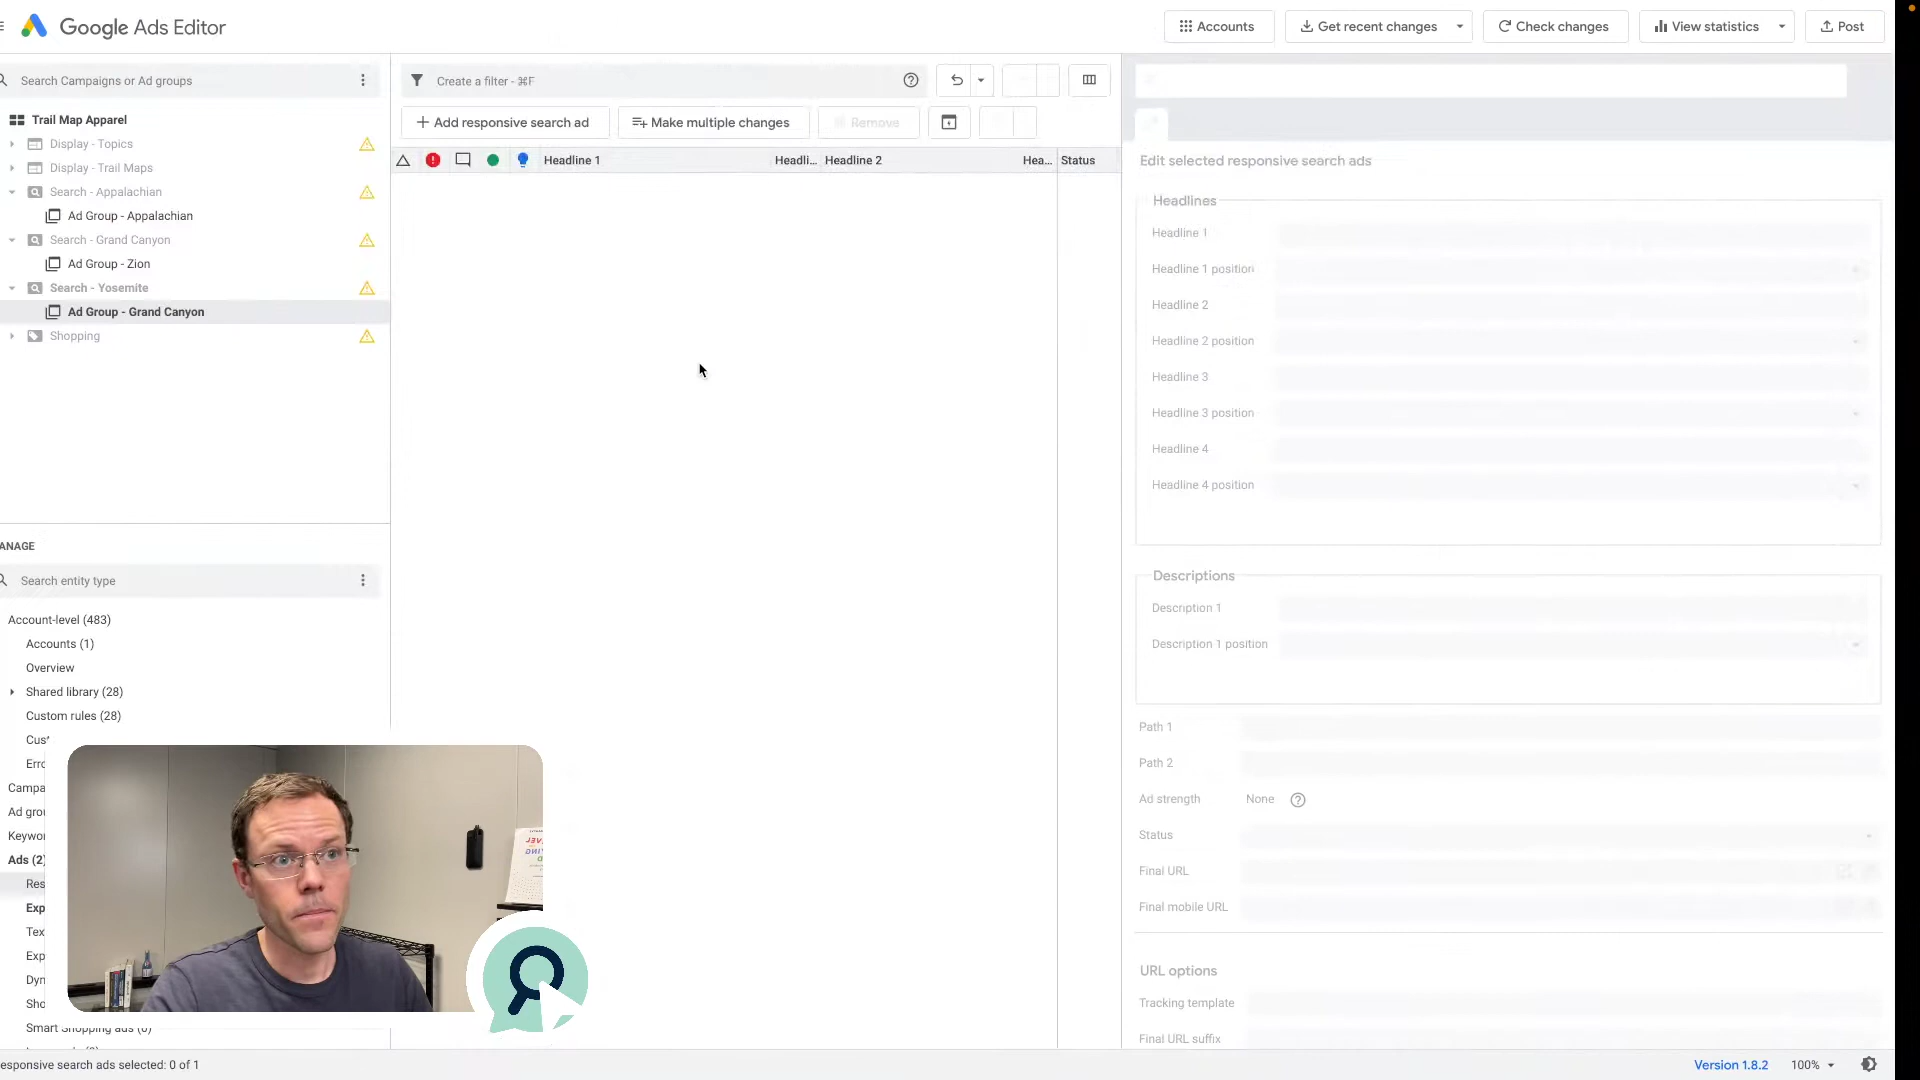 Google Ads Editor
Accounts
Get recent changes
Check changes
View statistics
Post
Search Campaigns or Ad groups
Create a filter - ⌘F
Add responsive search ad
Make multiple changes
Remove
Headline 1
Headli...
Headline 2
Hea...
Status
Trail Map Apparel
Display - Topics
Display - Trail Maps
Search - Appalachian
Ad Group - Appalachian
Search - Grand Canyon
Ad Group - Zion
Search - Yosemite
Ad Group - Grand Canyon
Shopping
ANAGE
Search entity type
Account-level (483)
Accounts (1)
Overview
Shared library (28)
Custom rules (28)
Cust
Erro
Campa
Ad grou
Keywor
Ads (2)
Res
Exp
Tex
Exp
Dyn
Sho
Smart Shopping ads (0)
Edit selected responsive search ads
Headlines
Headline 1
Headline 1 position
Headline 2
Headline 2 position
Headline 3
Headline 3 position
Headline 4
Headline 4 position
Descriptions
Description 1
Description 1 position
Path 1
Path 2
Ad strength
None
Status
Final URL
Final mobile URL
URL options
Tracking template
Final URL suffix
esponsive search ads selected: 0 of 1
Version 1.8.2
100%